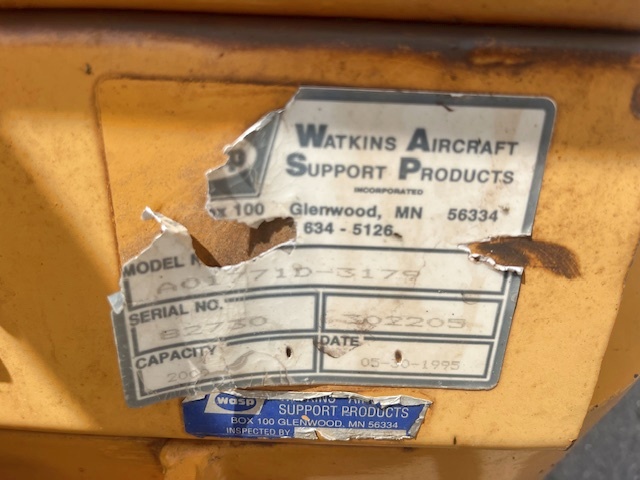 WATKINS AIRCRAFT
SUPPORT PRODUCTS
INCORPORATED
100 Glenwood, MN 56334
634 - 5126
MODEL
SERIAL NO.
82730 302205
CAPACITY DATE
05-30-1995
wasp
SUPPORT PRODUCTS
BOX 100 GLENWOOD, MN 56334
INSPECTED BY